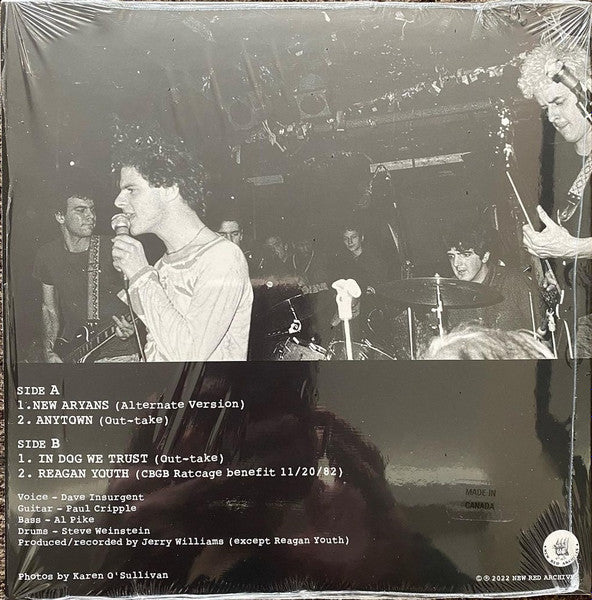 SIDE A
1.NEW ARYANS (Alternate Version)
2. ANYTOWN (Out-take)
SIDE B
1. IN DOG WE TRUST (Out-take)
2. REAGAN YOUTH (CBGB Ratcage benefit 11/20/82)
Voice - Dave Insurgent
Guitar - Paul Cripple
Bass - Al Pike
Drums - Steve Weinstein
Produced/recorded by Jerry Williams (except Reagan Youth)
MADE IN
CANADA
Photos by Karen O'Sullivan
© ℗ 2022 NEW RED ARCHIVES